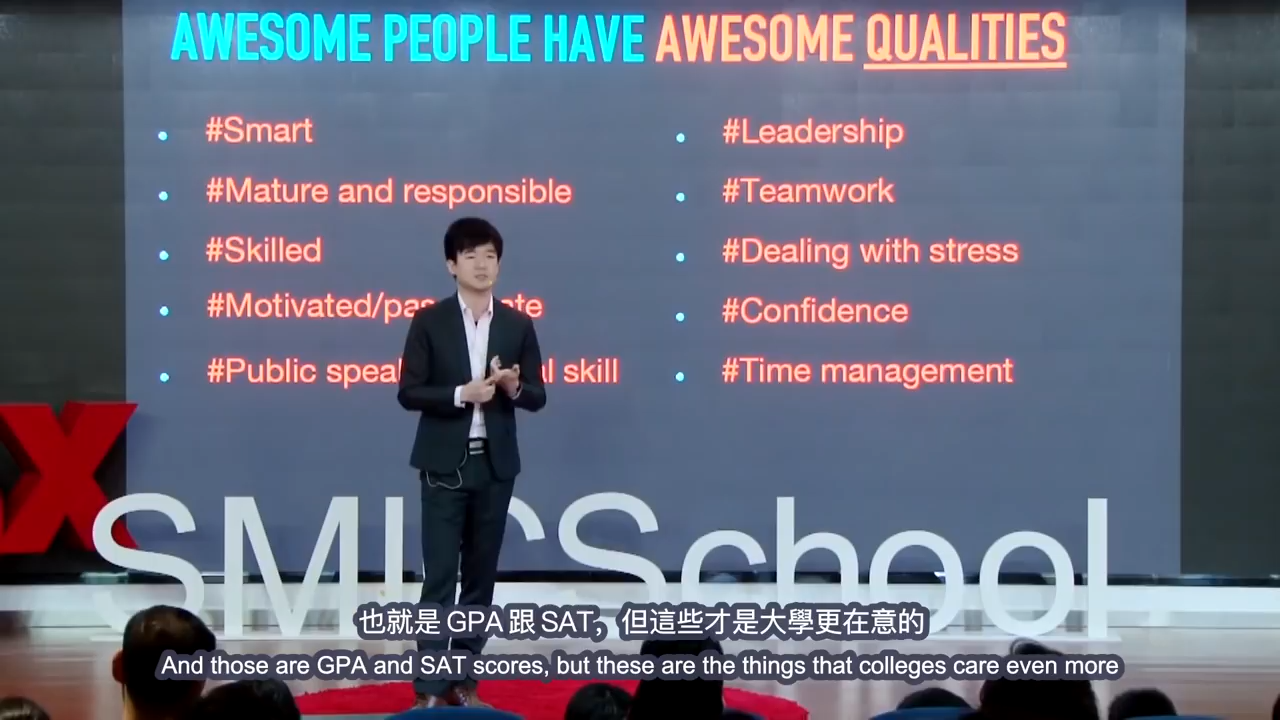 AWESOME PEOPLE HAVE AWESOME QUALITIES
#Smart
#Mature and responsible
#Skilled
#Motivated/
#Public skill
#Leadership
#Teamwork
#Dealing with stress
#Confidence
#Time management
X
SMICSchool
也就是 GPA 跟 SAT，但這些才是大學更在意的
And those are GPA and SAT scores, but these are the things that colleges care even more